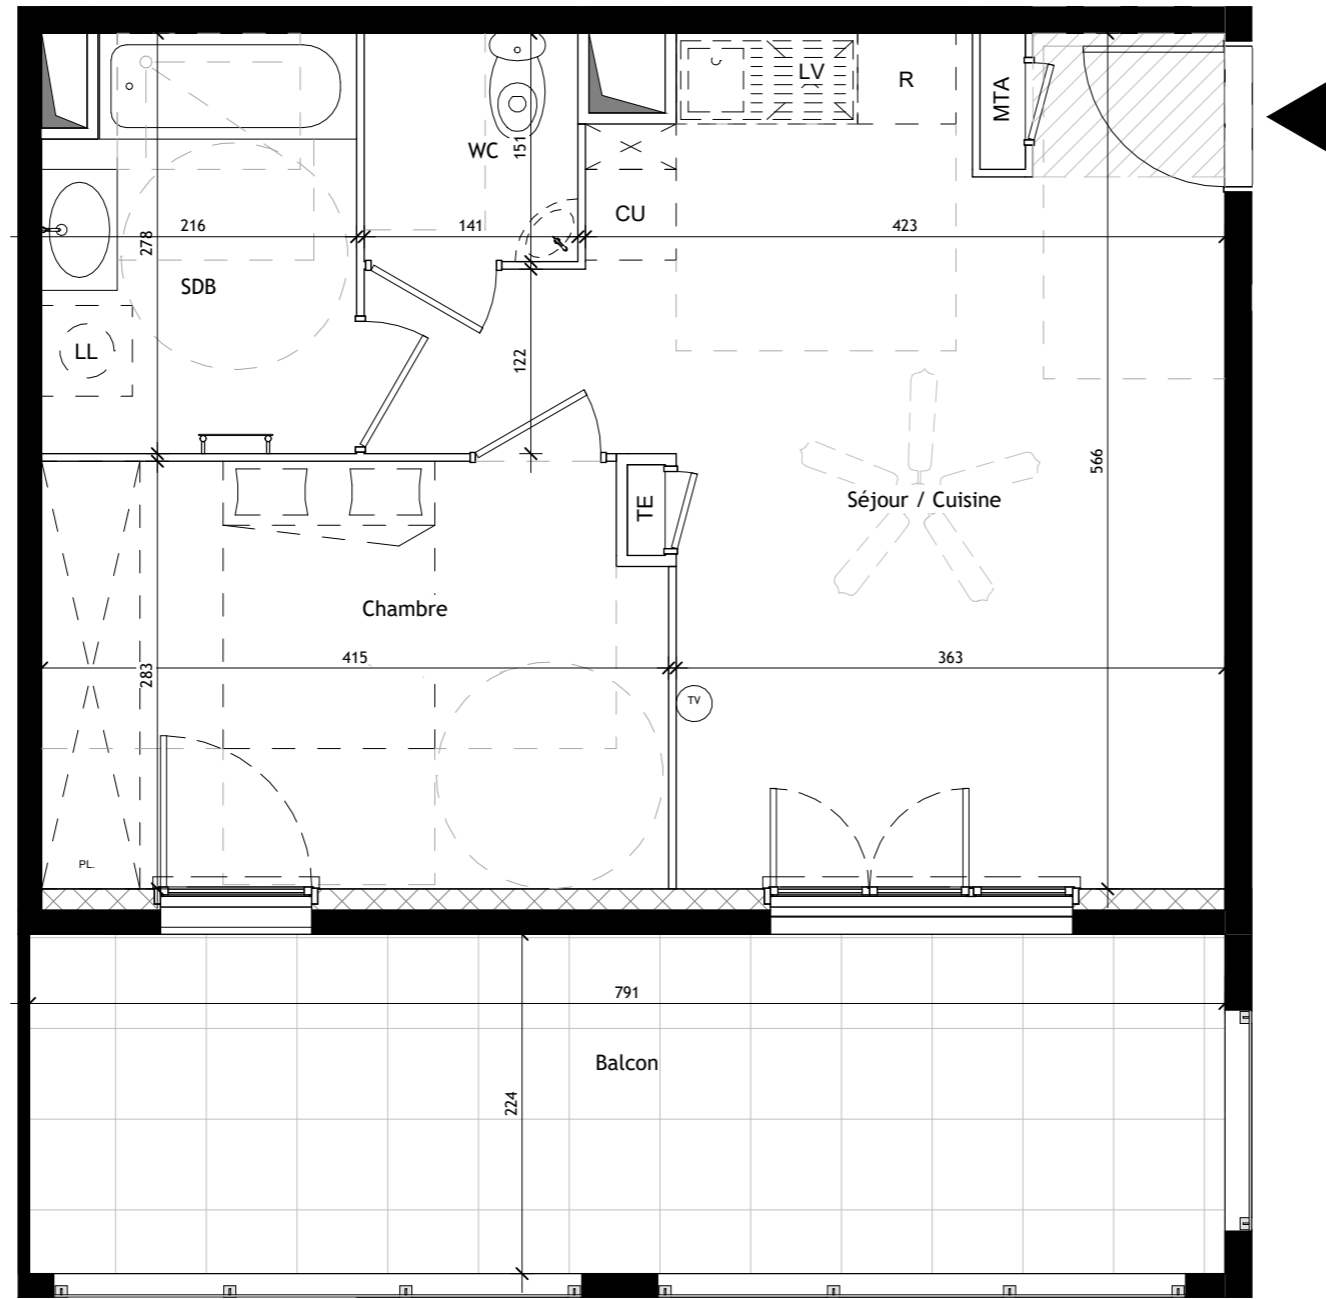 LV
R
MTA
WC
151
CU
216
141
423
278
SDB
LL
122
566
Séjour / Cuisine
TE
Chambre
415
363
283
TV
PL.
791
Balcon
224